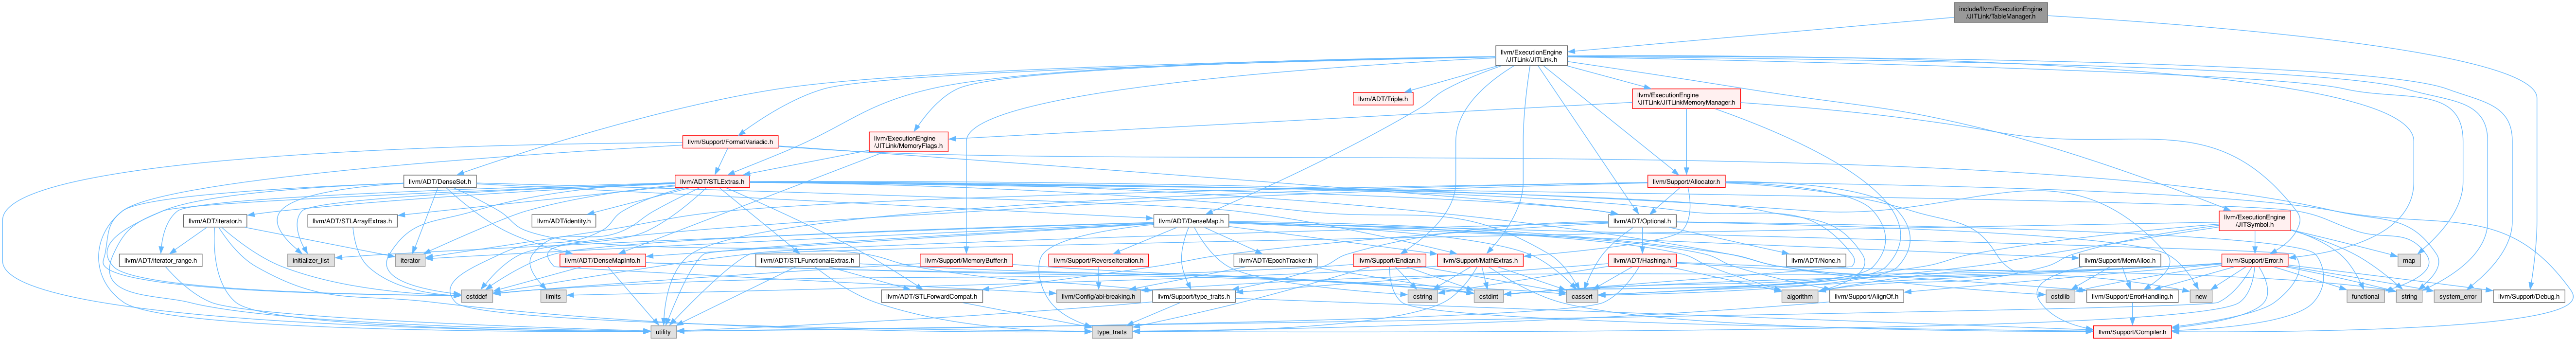 include/llvm/ExecutionEngine
/JITLink/TableManager.h
llvm/ExecutionEngine
/JITLink/JITLink.h
llvm/ADT/Triple.h
llvm/ExecutionEngine
/JITLink/JITLinkMemoryManager.h
llvm/Support/FormatVariadic.h
llvm/ExecutionEngine
/JITLink/MemoryFlags.h
llvm/ADT/DenseSet.h
llvm/ADT/STLExtras.h
llvm/Support/Allocator.h
llvm/ADT/iterator.h
llvm/ADT/STLArrayExtras.h
llvm/ADT/identity.h
llvm/ADT/DenseMap.h
llvm/ADT/Optional.h
llvm/ExecutionEngine
/JITSymbol.h
llvm/ADT/iterator_range.h
initializer_list
iterator
llvm/ADT/DenseMapInfo.h
llvm/ADT/STLFunctionalExtras.h
llvm/Support/MemoryBuffer.h
llvm/Support/ReverseIteration.h
llvm/ADT/EpochTracker.h
llvm/Support/Endian.h
llvm/Support/MathExtras.h
llvm/ADT/Hashing.h
llvm/ADT/None.h
llvm/Support/MemAlloc.h
llvm/Support/Error.h
map
cstddef
limits
llvm/ADT/STLForwardCompat.h
llvm/Config/abi-breaking.h
llvm/Support/type_traits.h
cstring
cstdint
cassert
algorithm
llvm/Support/AlignOf.h
cstdlib
llvm/Support/ErrorHandling.h
new
functional
system_error
string
llvm/Support/Debug.h
utility
type_traits
llvm/Support/Compiler.h